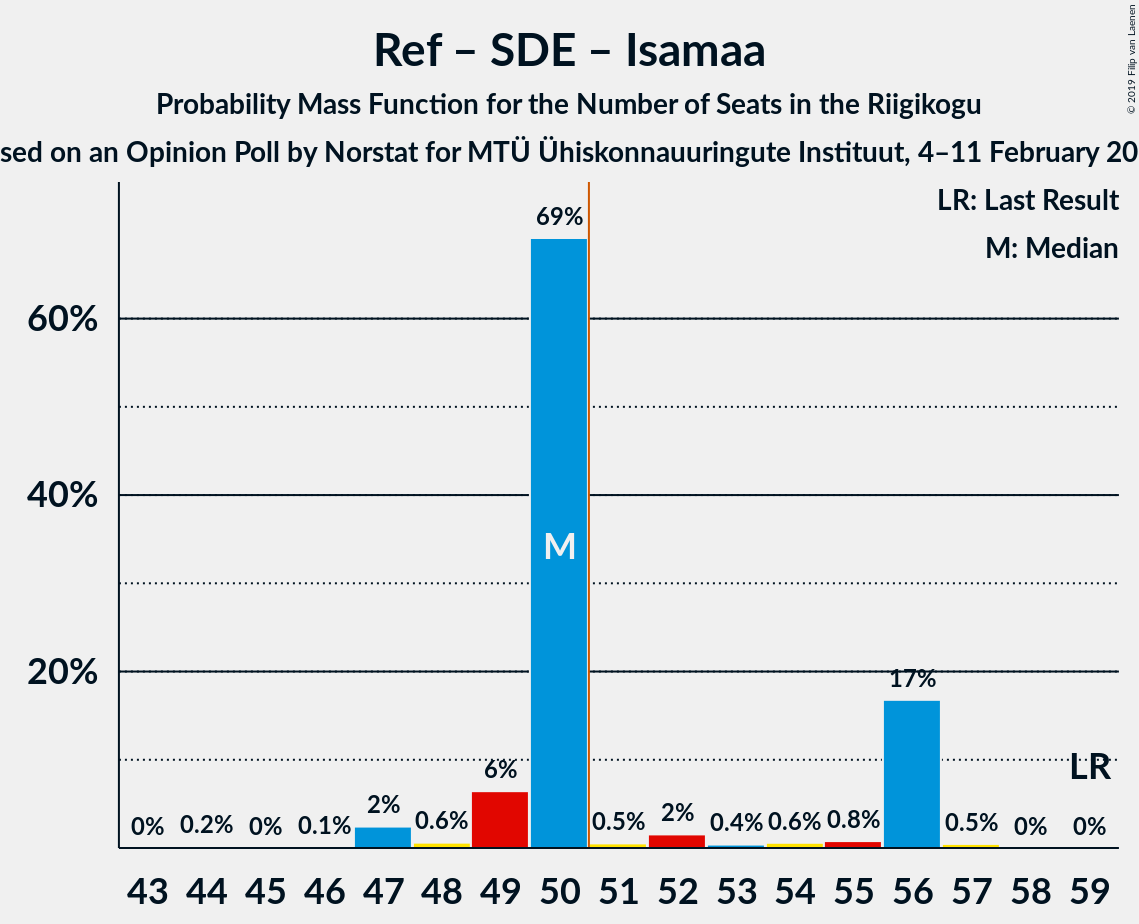 Ref – SDE – Isamaa
Probability Mass Function for the Number of Seats in the Riigikogu
sed on an Opinion Poll by Norstat for MTÜ Ühiskonnauuringute Instituut, 4–11 February 20
© 2019 Filip van Laenen
LR: Last Result
M: Median
60%
40%
20%
0% 0.2% 0% 0.1% 2% 0.6% 6% 69% 0.5% 2% 0.4% 0.6% 0.8% 17% 0.5% 0% 0%
M
LR
43 44 45 46 47 48 49 50 51 52 53 54 55 56 57 58 59